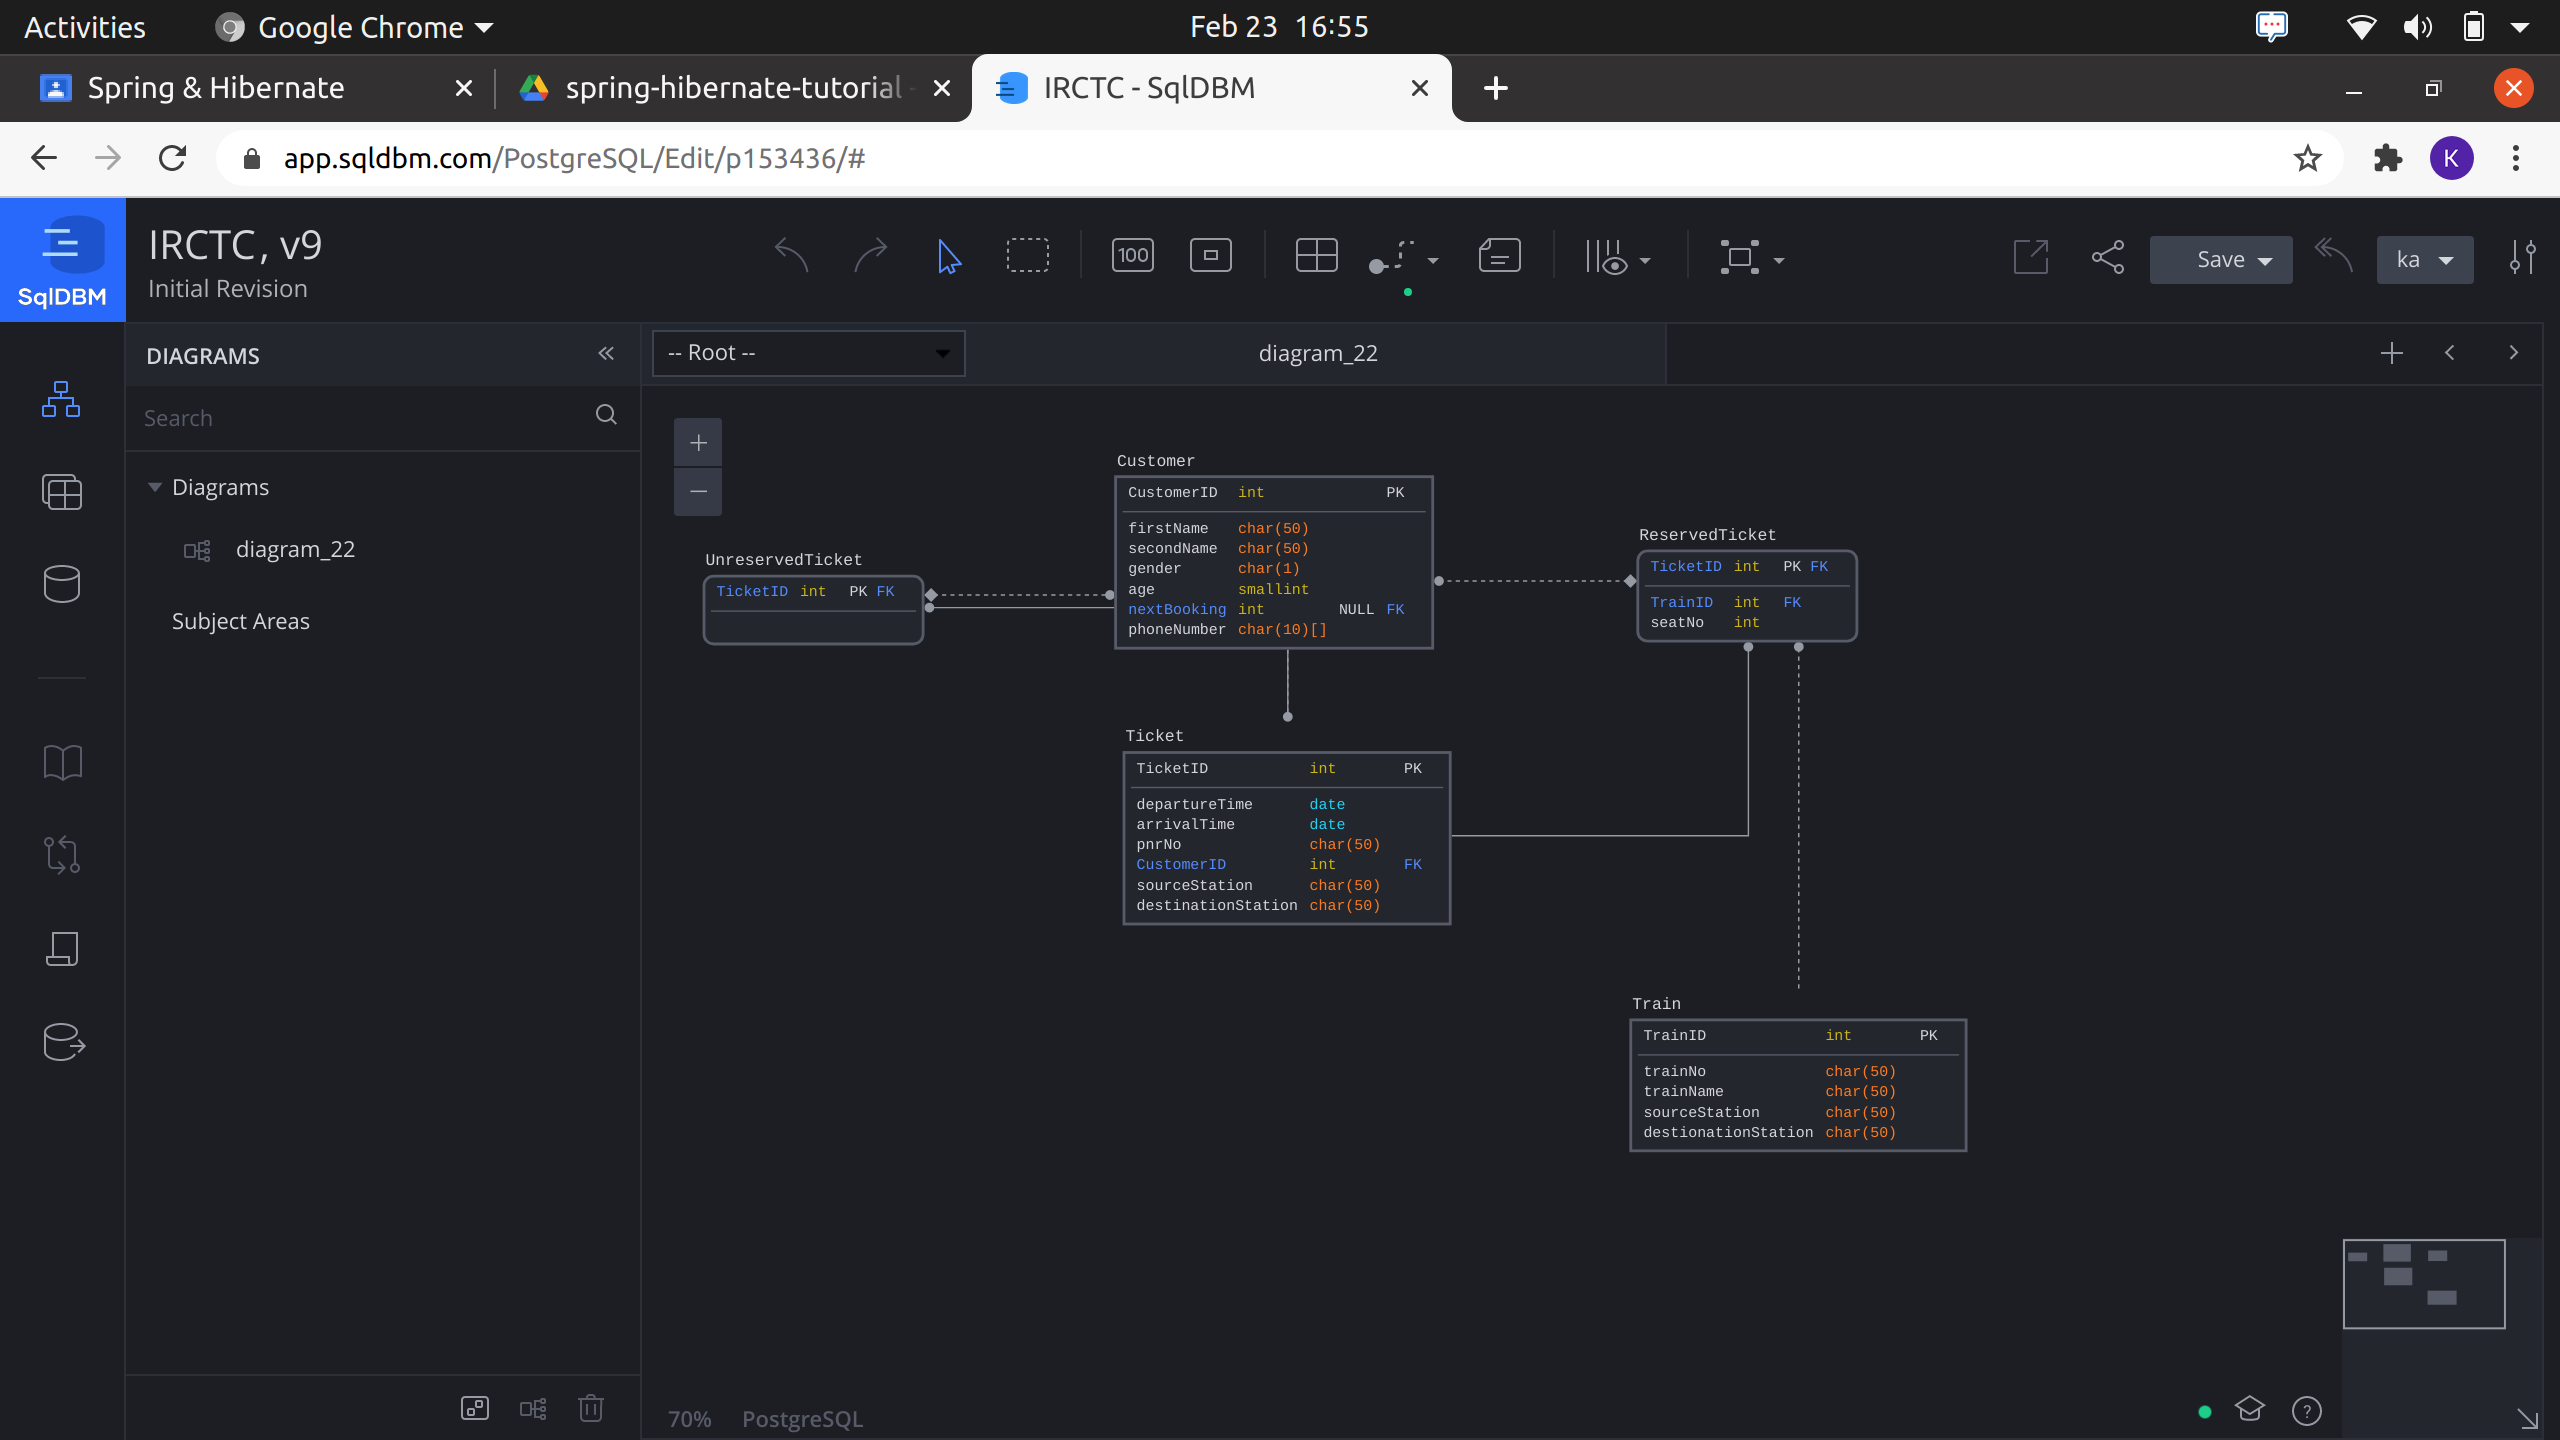 Activities
Google Chrome
Feb 23 16:55
Spring & Hibernate
spring-hibernate-tutorial -
IRCTC - SqlDBM
app.sqldbm.com/PostgreSQL/Edit/p153436/#
K
SqlDBM
IRCTC, v9
Initial Revision
100
Save
ka
DIAGRAMS
-- Root --
diagram_22
Search
Diagrams
diagram_22
Subject Areas
UnreservedTicket
TicketID int PK FK
Customer
CustomerID int PK
firstName char(50)
secondName char(50)
gender char(1)
age smallint
nextBooking int NULL FK
phoneNumber char(10)[]
ReservedTicket
TicketID int PK FK
TrainID int FK
seatNo int
Ticket
TicketID int PK
departureTime date
arrivalTime date
pnrNo char(50)
CustomerID int FK
sourceStation char(50)
destinationStation char(50)
Train
TrainID int PK
trainNo char(50)
trainName char(50)
sourceStation char(50)
destionationStation char(50)
70% PostgreSQL
?